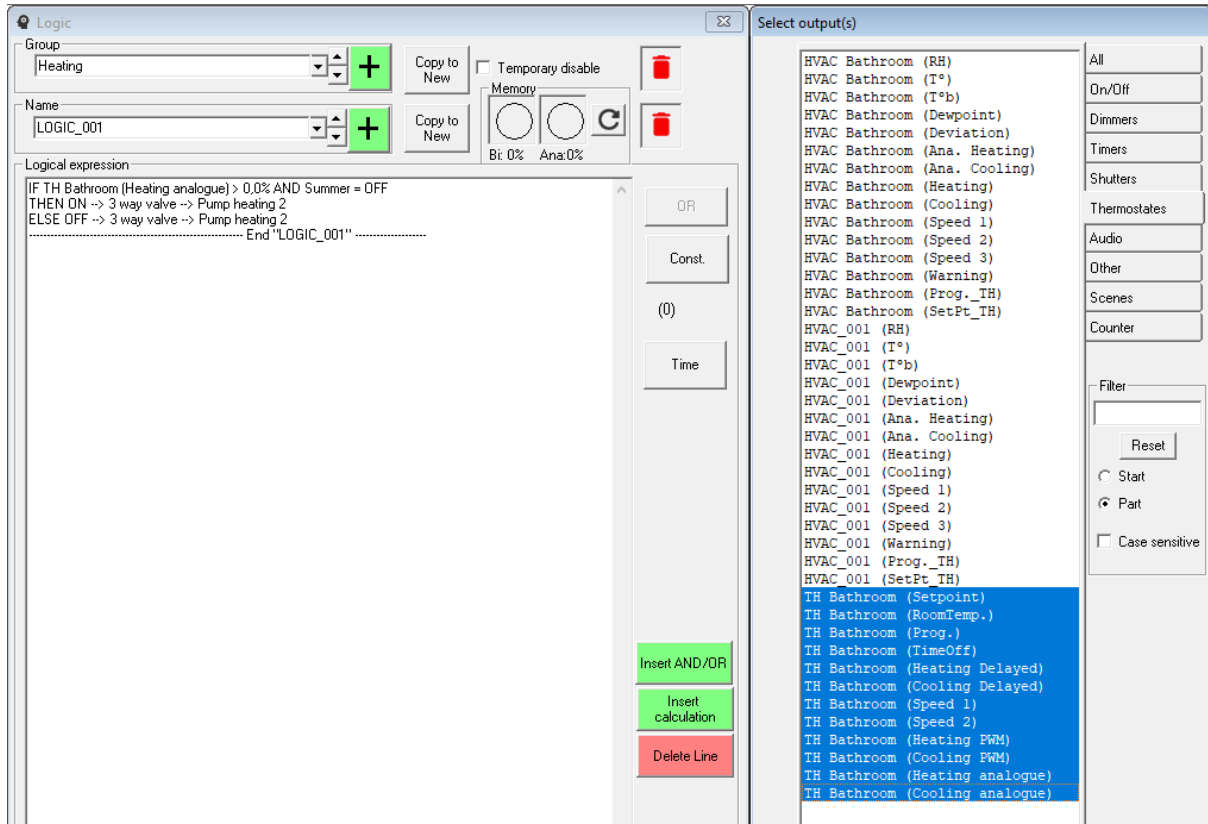 Logic
Group
Heating
Copy to
New
Temporary disable
Memory
Name
LOGIC_001
Copy to
New
Bi: 0% Ana:0%
Logical expression
IF TH Bathroom (Heating analogue) > 0,0% AND Summer = OFF
THEN ON --> 3 way valve --> Pump heating 2
ELSE OFF --> 3 way valve --> Pump heating 2
---------------------------------------------------------- End "LOGIC_001" -------------------
OR
Const.
(0)
Time
Insert AND/OR
Insert
calculation
Delete Line
Select output(s)
HVAC Bathroom (RH)
HVAC Bathroom (T°)
HVAC Bathroom (T°b)
HVAC Bathroom (Dewpoint)
HVAC Bathroom (Deviation)
HVAC Bathroom (Ana. Heating)
HVAC Bathroom (Ana. Cooling)
HVAC Bathroom (Heating)
HVAC Bathroom (Cooling)
HVAC Bathroom (Speed 1)
HVAC Bathroom (Speed 2)
HVAC Bathroom (Speed 3)
HVAC Bathroom (Warning)
HVAC Bathroom (Prog._TH)
HVAC Bathroom (SetPt_TH)
HVAC_001 (RH)
HVAC_001 (T°)
HVAC_001 (T°b)
HVAC_001 (Dewpoint)
HVAC_001 (Deviation)
HVAC_001 (Ana. Heating)
HVAC_001 (Ana. Cooling)
HVAC_001 (Heating)
HVAC_001 (Cooling)
HVAC_001 (Speed 1)
HVAC_001 (Speed 2)
HVAC_001 (Speed 3)
HVAC_001 (Warning)
HVAC_001 (Prog._TH)
HVAC_001 (SetPt_TH)
TH Bathroom (Setpoint)
TH Bathroom (RoomTemp.)
TH Bathroom (Prog.)
TH Bathroom (TimeOff)
TH Bathroom (Heating Delayed)
TH Bathroom (Cooling Delayed)
TH Bathroom (Speed 1)
TH Bathroom (Speed 2)
TH Bathroom (Heating PWM)
TH Bathroom (Cooling PWM)
TH Bathroom (Heating analogue)
TH Bathroom (Cooling analogue)
All
On/Off
Dimmers
Timers
Shutters
Thermostates
Audio
Other
Scenes
Counter
Filter
Reset
Start
Part
Case sensitive